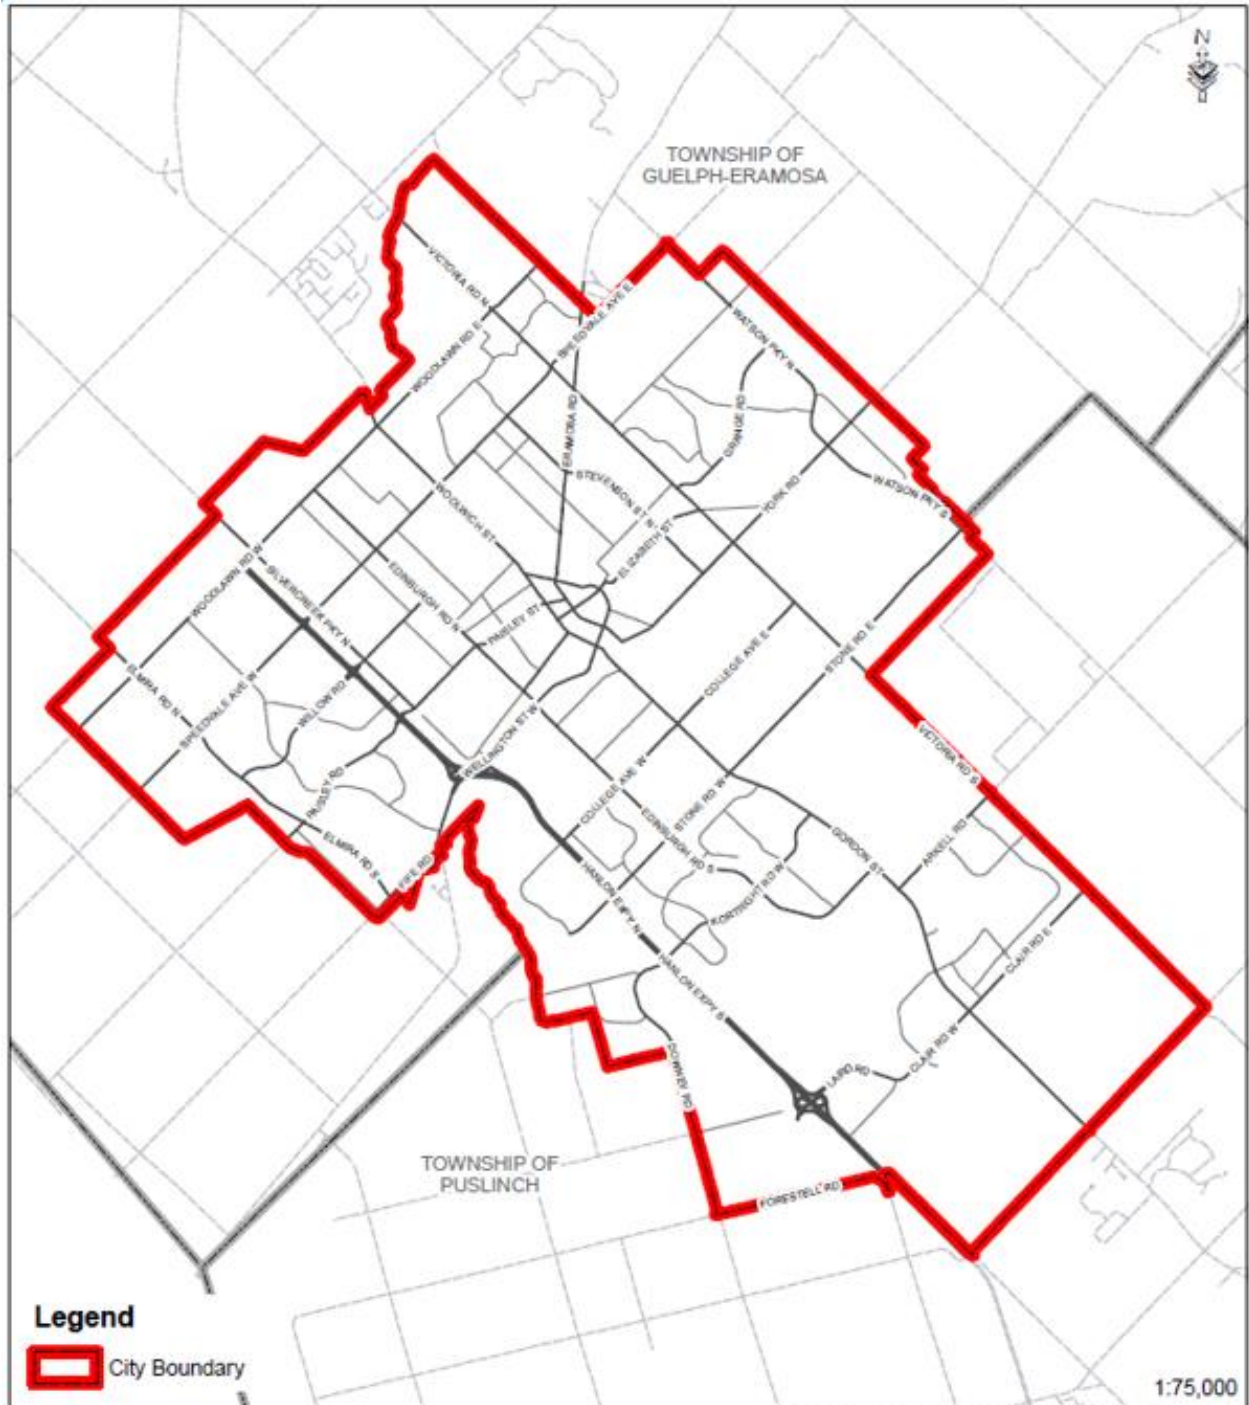 N
TOWNSHIP OF
GUELPH-ERAMOSA
VICTORIA RD N
WOODLAWN RD E
SPEEDVALE AVE E
WATSON PKY N
ERAMOSA RD
GRANGE RD
STEVENSON ST N
YORK RD
WATSON PKY S
WOOLWICH ST
ELIZABETH ST
WOODLAWN RD W
SILVERCREEK PKY N
EDINBURGH RD N
PAISLEY ST
COLLEGE AVE E
STONE RD E
ELMIRA RD N
SPEEDVALE AVE W
WILLOW RD
WELLINGTON ST W
VICTORIA RD S
PAISLEY RD
COLLEGE AVE W
STONE RD W
EDINBURGH RD S
GORDON ST
ARKELL RD
ELMIRA RD S
FIFE RD
HANLON EXPY N
KORTRIGHT RD W
CLAIR RD E
HANLON EXPY S
DOWNEY RD
LAIRD RD
CLAIR RD W
TOWNSHIP OF
PUSLINCH
FORESTELL RD
Legend
City Boundary
1:75,000